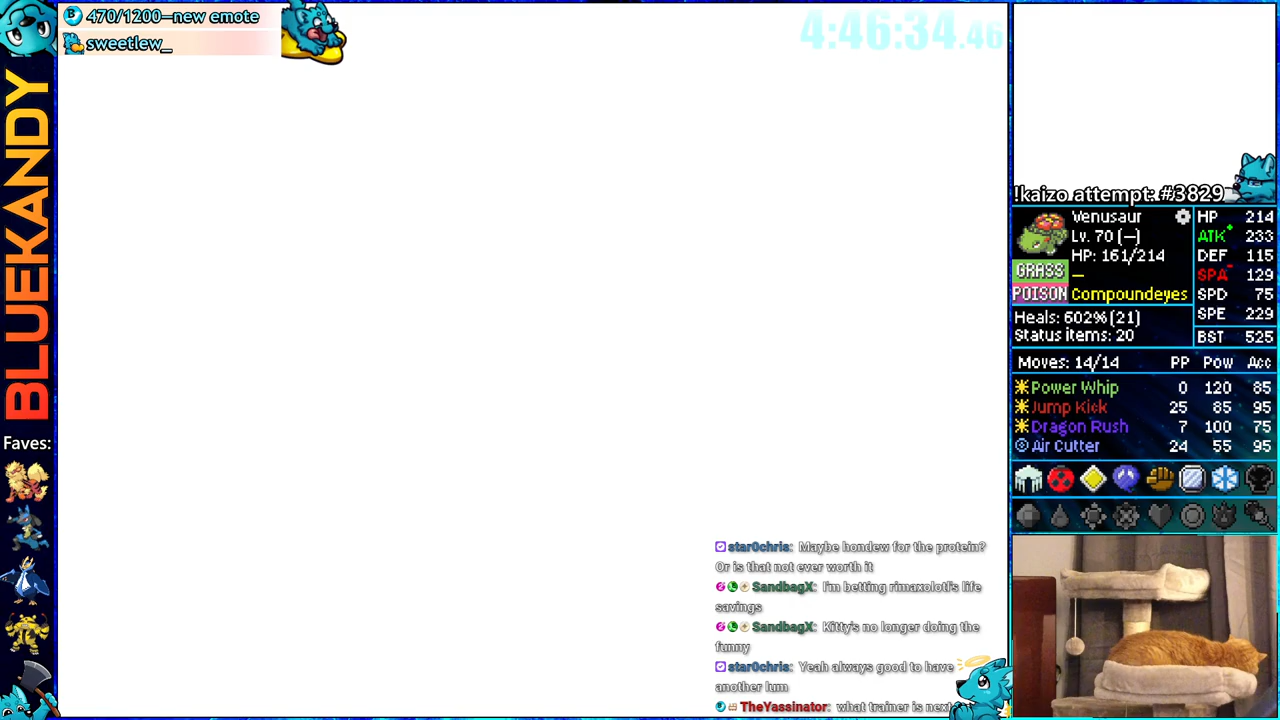 470/1200-new emote
sweetlew_
4:46:34.46
BLUEKANDY
Faves:
!kaizo attempt: #3829
Venusaur
Lv. 70 (—)
HP: 161/214
GRASS
—
POISON
Compoundeyes
HP 214
ATK 233
DEF 115
SPA 129
SPD 75
SPE 229
BST 525
Heals: 602% (21)
Status items: 20
Moves: 14/14 PP Pow Acc
Power Whip 0 120 85
Jump Kick 25 85 95
Dragon Rush 7 100 75
Air Cutter 24 55 95
star0chris: Maybe hondew for the protein?
Or is that not ever worth it
SandbagX: I'm betting rimaxolotl's life
savings
SandbagX: Kitty's no longer doing the
funny
star0chris: Yeah always good to have
another lum
TheYassinator: what trainer is next